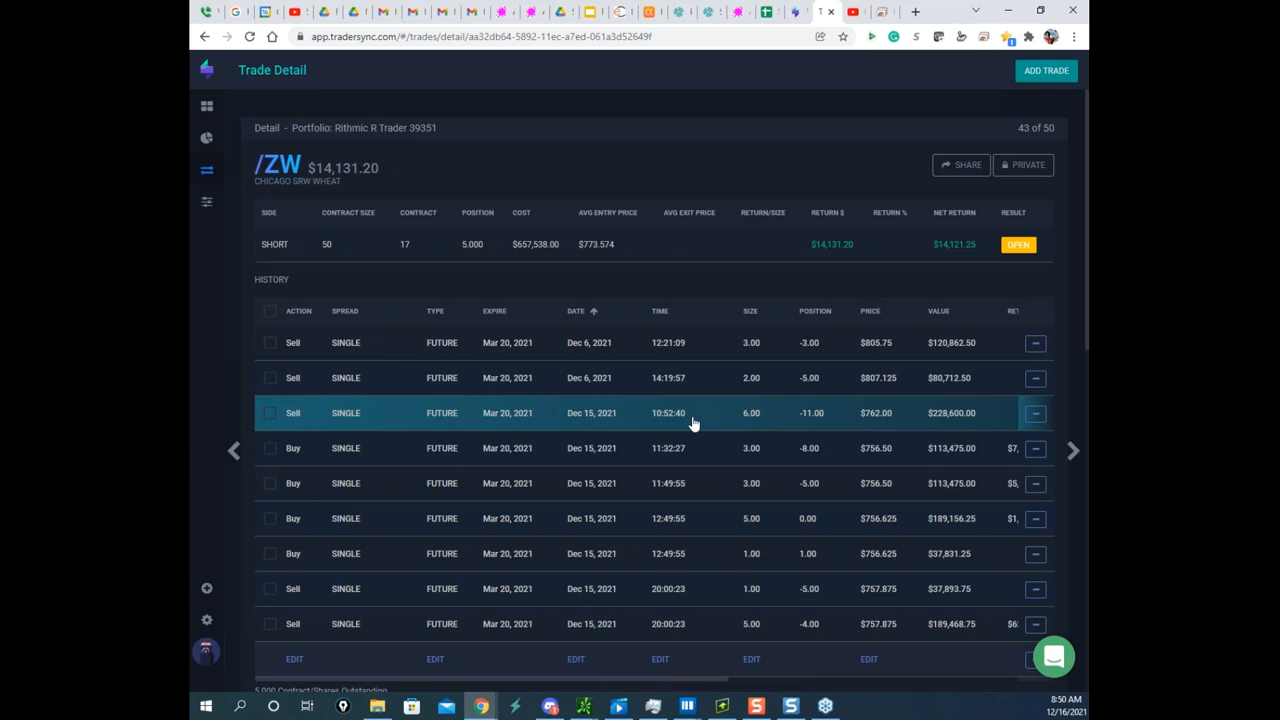 app.tradersync.com/#/trades/detail/aa32db64-5892-11ec-a7ed-061a3d52649f
Trade Detail
ADD TRADE
Detail - Portfolio: Rithmic R Trader 39351
43 of 50
/ZW $14,131.20
CHICAGO SRW WHEAT
SHARE
PRIVATE
SIDE CONTRACT SIZE CONTRACT POSITION COST AVG ENTRY PRICE AVG EXIT PRICE RETURN/SIZE RETURN $ RETURN % NET RETURN RESULT
SHORT 50 17 5.000 $657,538.00 $773.574 $14,131.20 $14,121.25 OPEN
HISTORY
ACTION SPREAD TYPE EXPIRE DATE TIME SIZE POSITION PRICE VALUE RET
Sell SINGLE FUTURE Mar 20, 2021 Dec 6, 2021 12:21:09 3.00 -3.00 $805.75 $120,862.50
Sell SINGLE FUTURE Mar 20, 2021 Dec 6, 2021 14:19:57 2.00 -5.00 $807.125 $80,712.50
Sell SINGLE FUTURE Mar 20, 2021 Dec 15, 2021 10:52:40 6.00 -11.00 $762.00 $228,600.00
Buy SINGLE FUTURE Mar 20, 2021 Dec 15, 2021 11:32:27 3.00 -8.00 $756.50 $113,475.00 $7,
Buy SINGLE FUTURE Mar 20, 2021 Dec 15, 2021 11:49:55 3.00 -5.00 $756.50 $113,475.00 $5,
Buy SINGLE FUTURE Mar 20, 2021 Dec 15, 2021 12:49:55 5.00 0.00 $756.625 $189,156.25 $1,
Buy SINGLE FUTURE Mar 20, 2021 Dec 15, 2021 12:49:55 1.00 1.00 $756.625 $37,831.25
Sell SINGLE FUTURE Mar 20, 2021 Dec 15, 2021 20:00:23 1.00 -5.00 $757.875 $37,893.75
Sell SINGLE FUTURE Mar 20, 2021 Dec 15, 2021 20:00:23 5.00 -4.00 $757.875 $189,468.75 $6
EDIT EDIT EDIT EDIT EDIT EDIT
5.000 Contract/Shares Outstanding
8:50 AM
12/16/2021